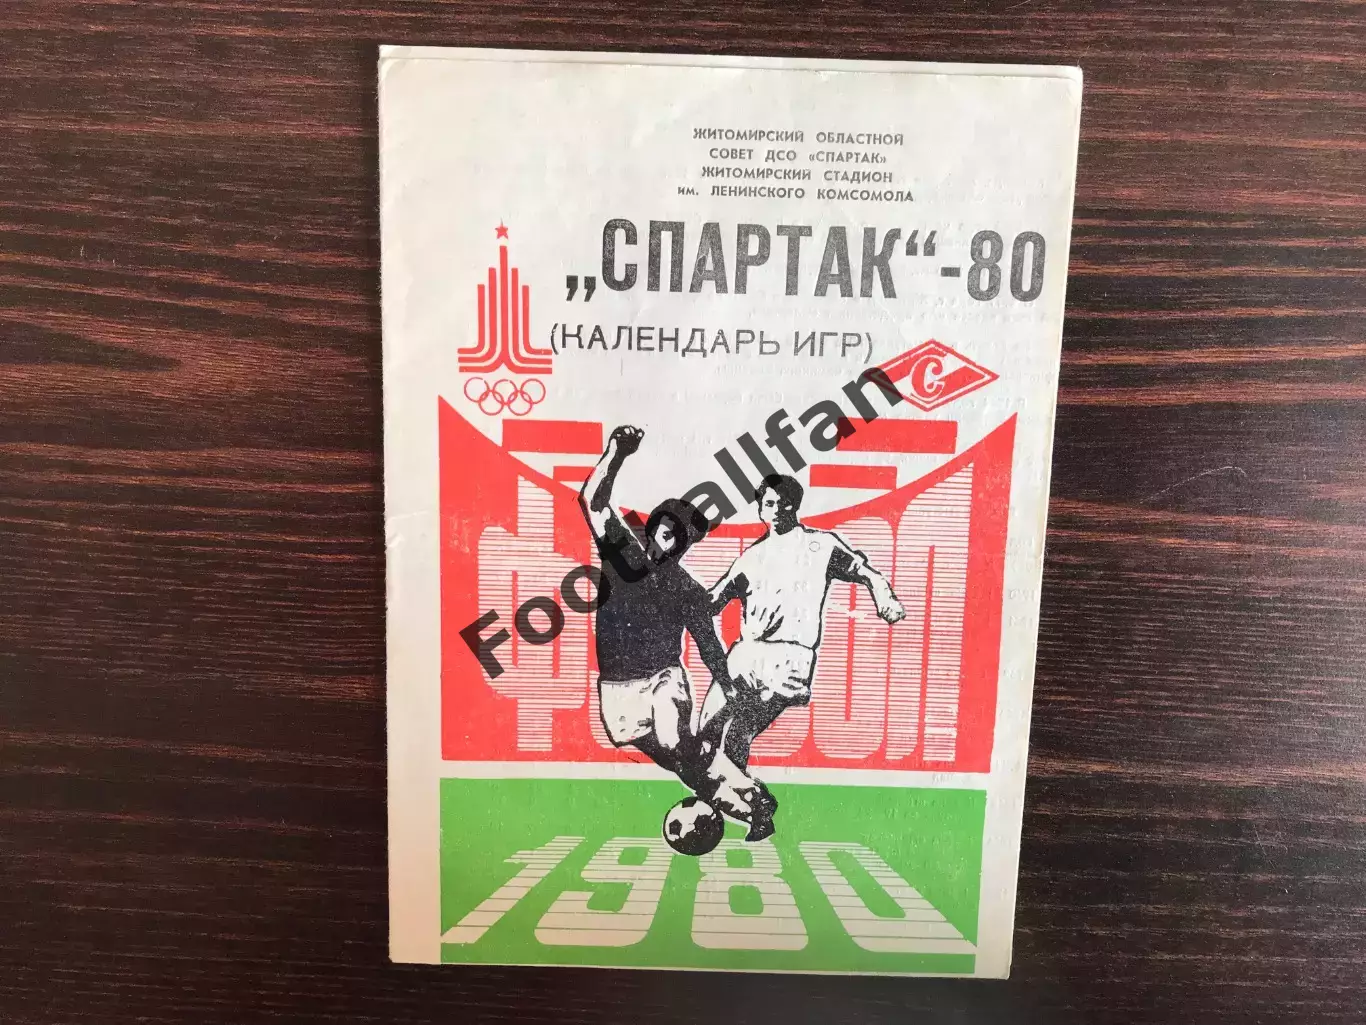 ЖИТОМИРСКИЙ ОБЛАСТНОЙ
СОВЕТ ДСО «СПАРТАК»
ЖИТОМИРСКИЙ СТАДИОН
им. ЛЕНИНСКОГО КОМСОМОЛА
„СПАРТАК“-80
(КАЛЕНДАРЬ ИГР)
С
Footballfan
ФУТБОЛ
1980